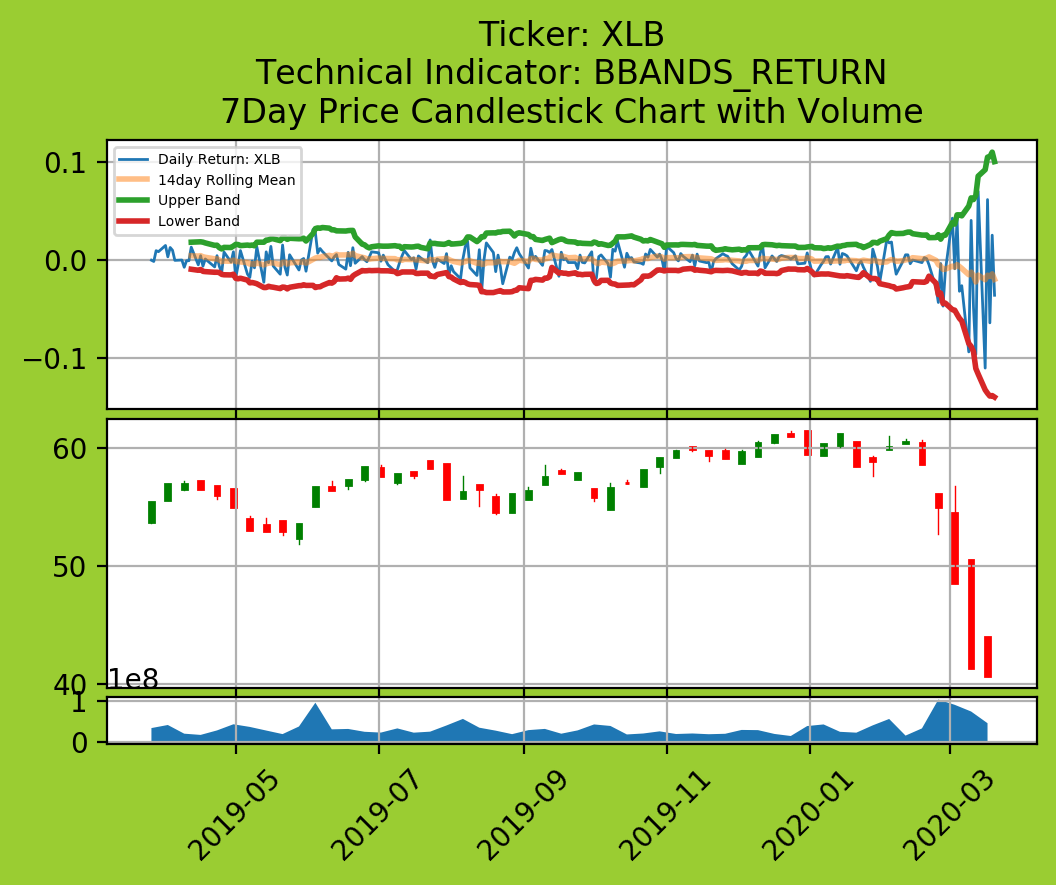 Ticker: XLB
Technical Indicator: BBANDS_RETURN
7Day Price Candlestick Chart with Volume
Daily Return: XLB
14day Rolling Mean
Upper Band
Lower Band
0.1
0.0
−0.1
60
50
40
1e8
1
0
2019-05
2019-07
2019-09
2019-11
2020-01
2020-03